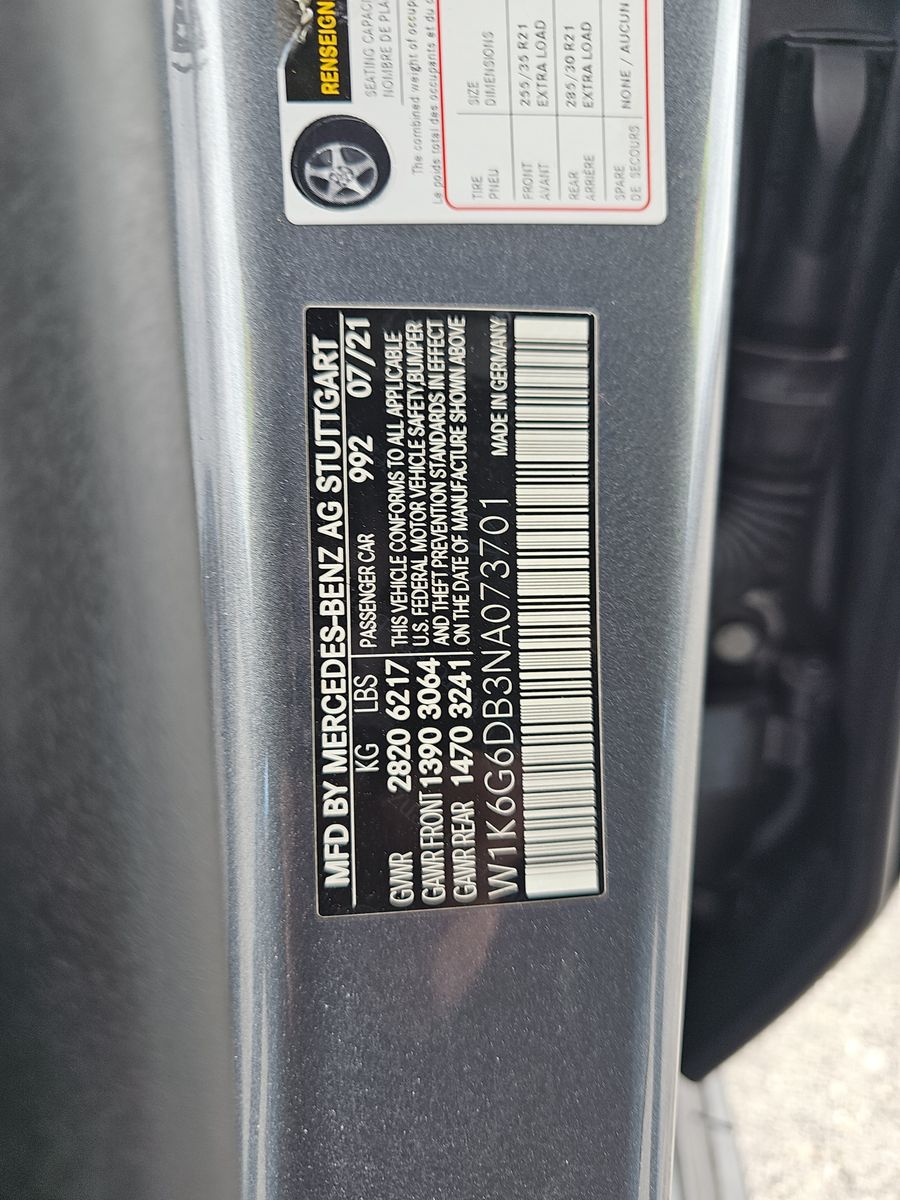 MFD BY MERCEDES-BENZ AG STUTTGART
KG LBS PASSENGER CAR 992 07/21
GVWR 2820 6217
GAWR FRONT 1390 3064
GAWR REAR 1470 3241
THIS VEHICLE CONFORMS TO ALL APPLICABLE
U.S. FEDERAL MOTOR VEHICLE SAFETY,BUMPER
AND THEFT PREVENTION STANDARDS IN EFFECT
ON THE DATE OF MANUFACTURE SHOWN ABOVE
W1K6G6DB3NA073701 MADE IN GERMANY
RENSEIGN
SEATING CAPACI
NOMBRE DE PLA
The combined weight of occup
Le poids total des occupants et du c
TIRE SIZE
PNEU DIMENSIONS
FRONT 255/35 R21
AVANT EXTRA LOAD
REAR 285/30 R21
ARRIÈRE EXTRA LOAD
SPARE NONE / AUCUN
DE SECOURS